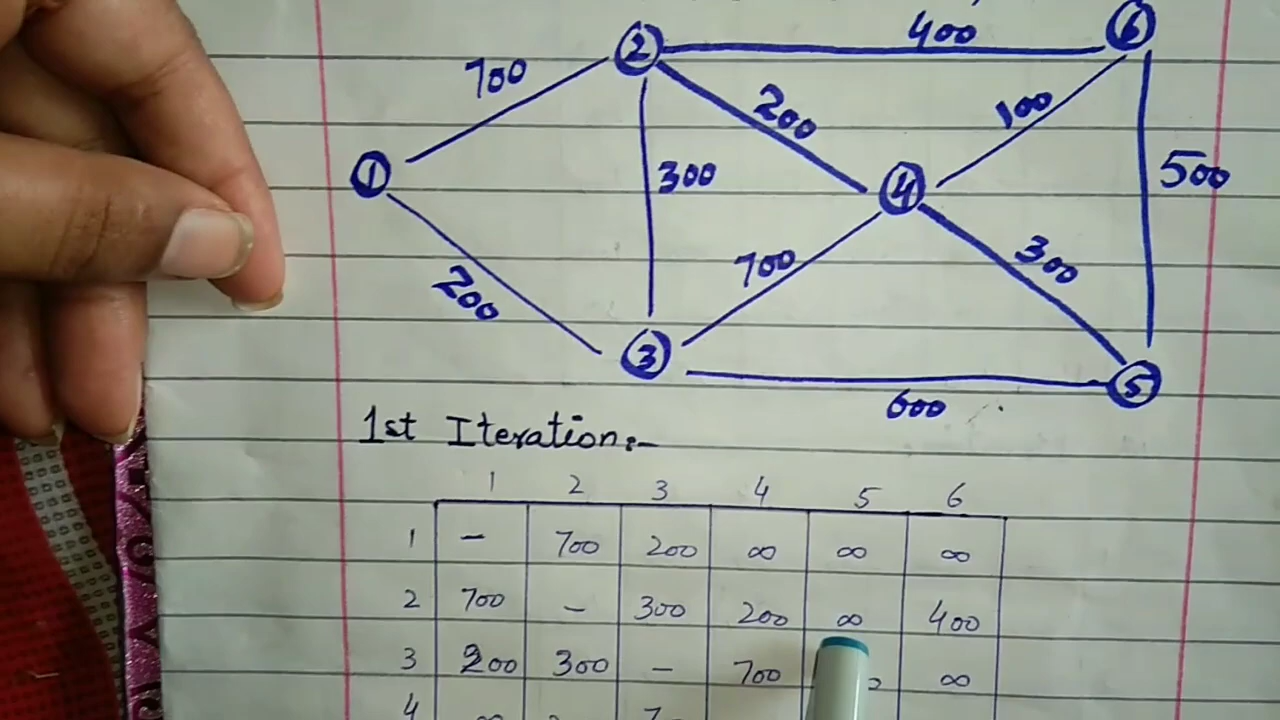 2 400 6
700 200 100
1 300 4 500
200 700 300
3 5
600
1st Iteration:-
1 2 3 4 5 6
1 - 700 200 ∞ ∞ ∞
2 700 - 300 200 ∞ 400
3 200 300 - 700 ∞
4